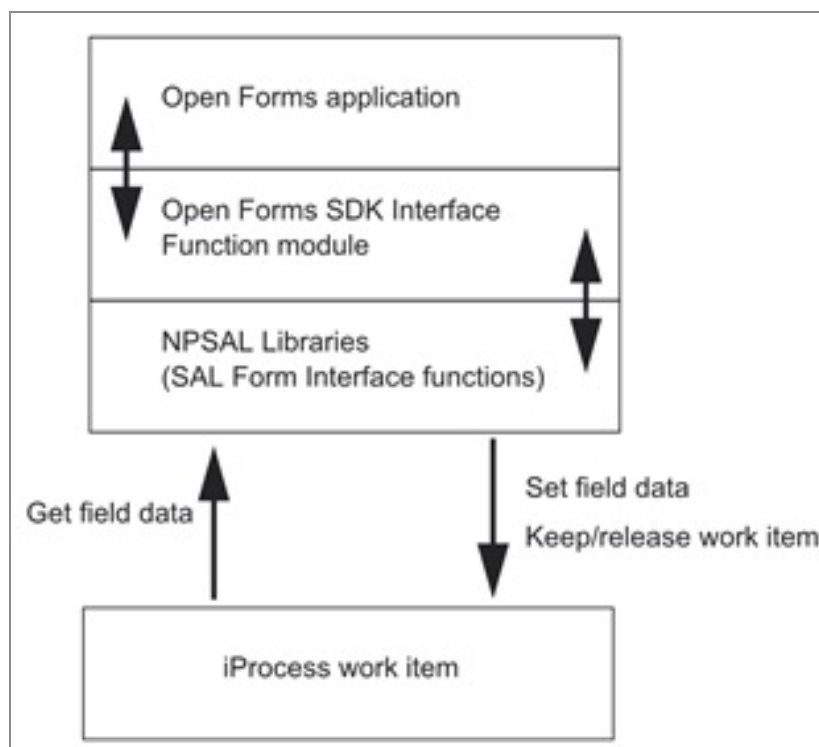 Open Forms application
Open Forms SDK Interface
Function module
NPSAL Libraries
(SAL Form Interface functions)
Get field data
Set field data
Keep/release work item
iProcess work item